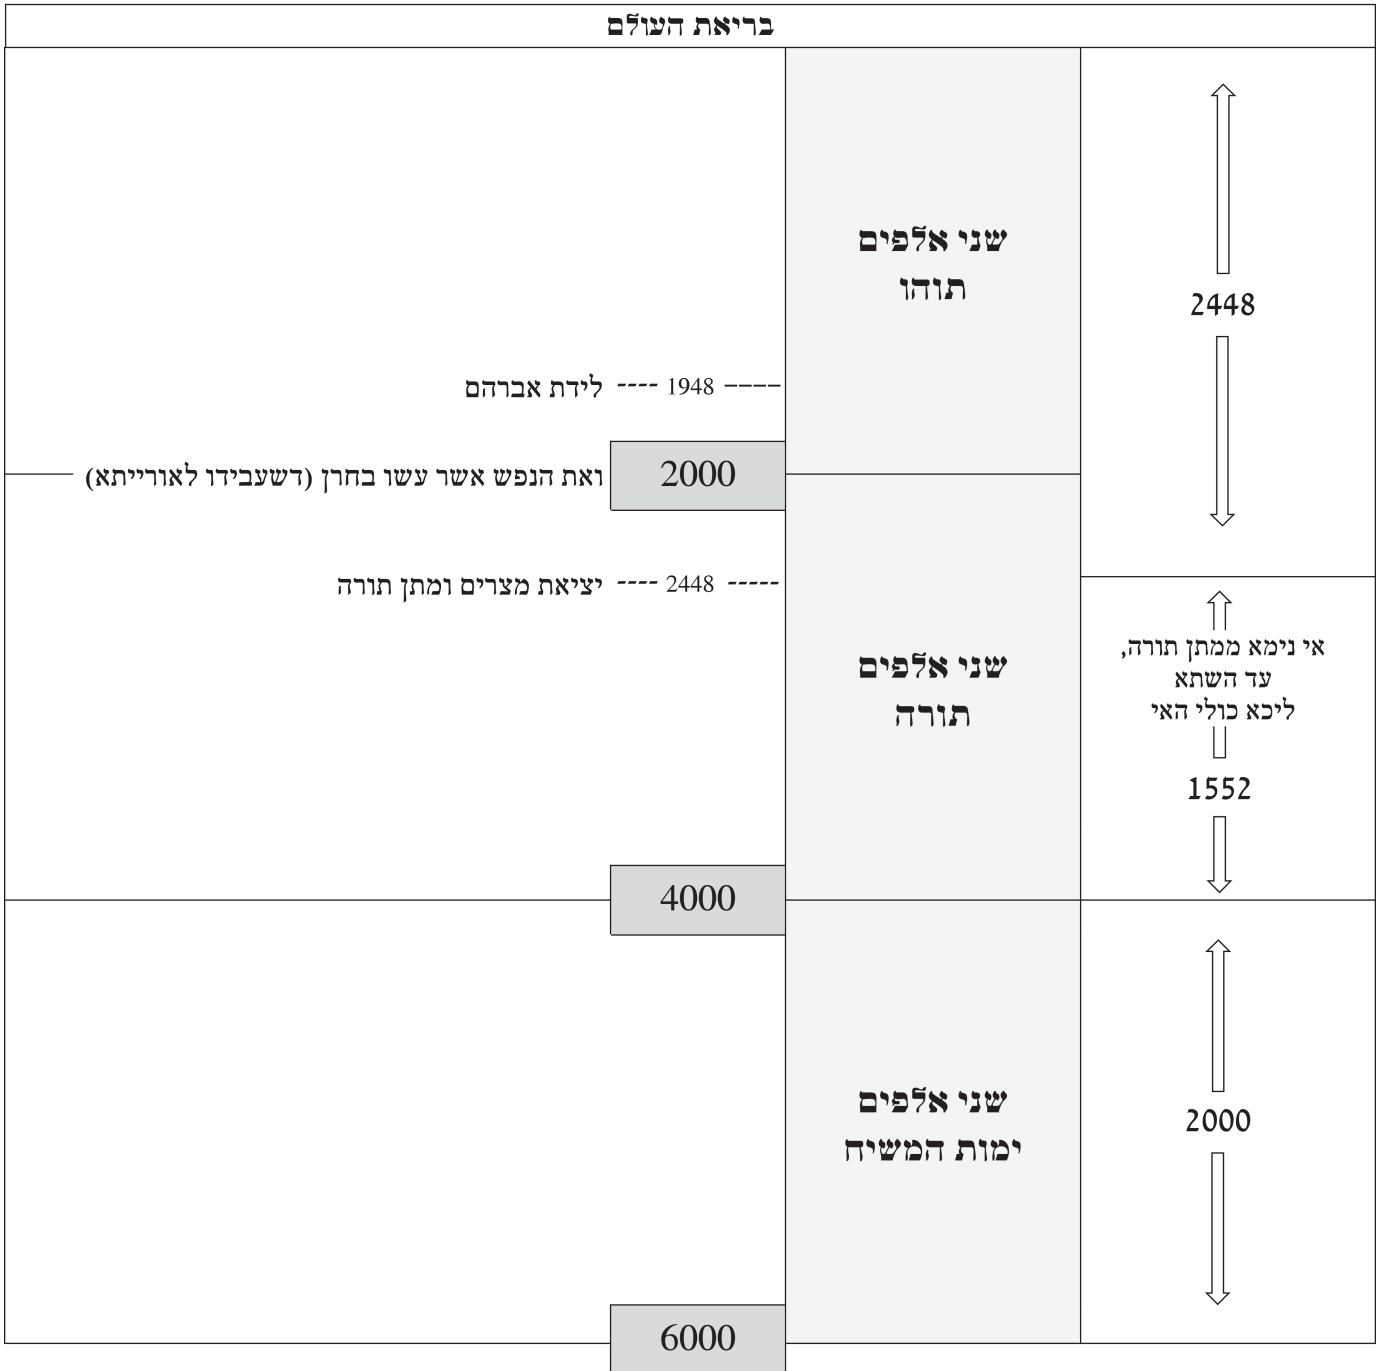 בריאת העולם
2448
שני אלפים
תוהו
---- 1948 ---- לידת אברהם
2000 ואת הנפש אשר עשו בחרן (דשעבידו לאורייתא)
----- 2448 ---- יציאת מצרים ומתן תורה
אי נימא ממתן תורה,
עד השתא
ליכא כולי האי
1552
שני אלפים
תורה
4000
2000
שני אלפים
ימות המשיח
6000